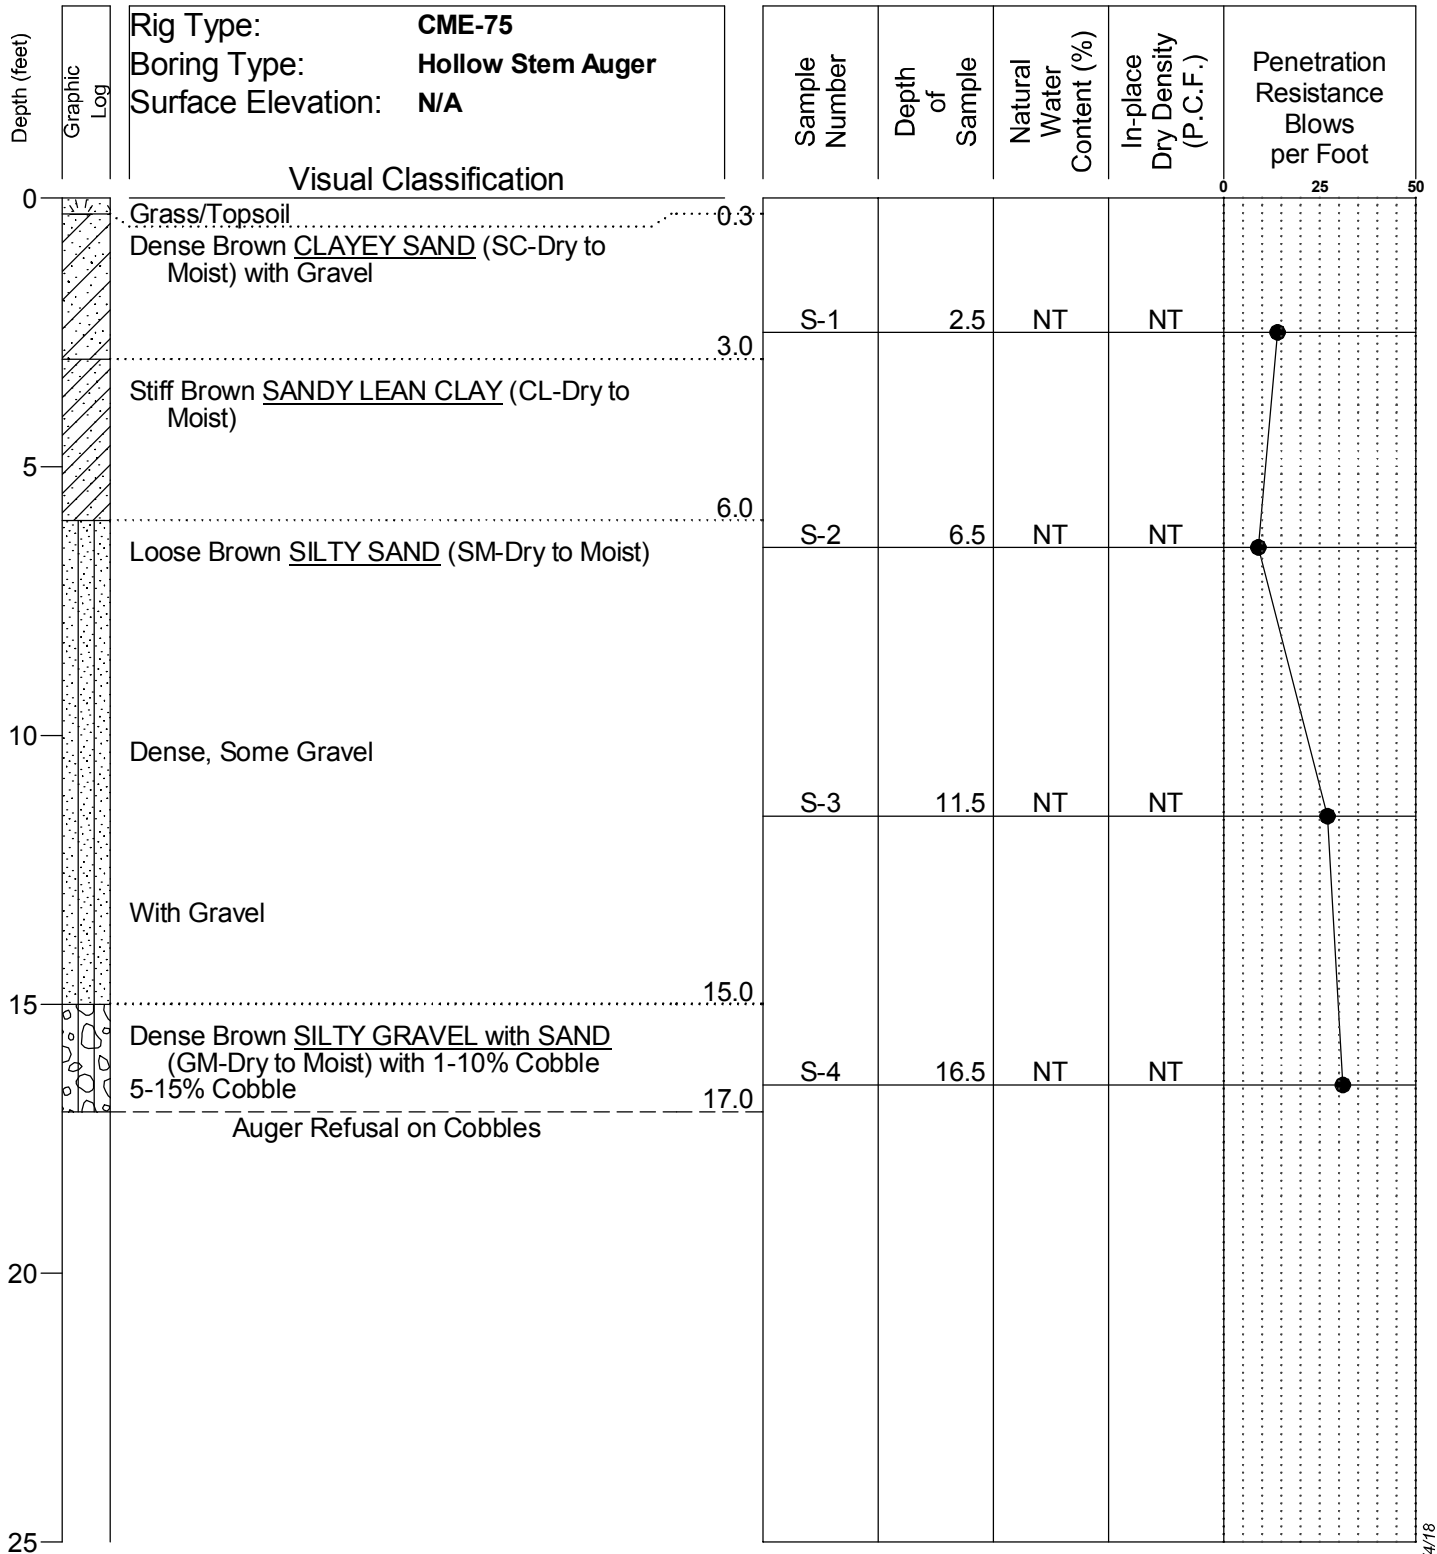 Depth (feet)
Graphic
Log
Rig Type: CME-75
Boring Type: Hollow Stem Auger
Surface Elevation: N/A
Visual Classification
Sample
Number
Depth
of
Sample
Natural
Water
Content (%)
In-place
Dry Density
(P.C.F.)
Penetration
Resistance
Blows
per Foot
0 25 50
0
Grass/Topsoil 0.3
Dense Brown CLAYEY SAND (SC-Dry to
Moist) with Gravel
S-1 2.5 NT NT
3.0
Stiff Brown SANDY LEAN CLAY (CL-Dry to
Moist)
5
6.0
S-2 6.5 NT NT
Loose Brown SILTY SAND (SM-Dry to Moist)
10
Dense, Some Gravel
S-3 11.5 NT NT
With Gravel
15
15.0
Dense Brown SILTY GRAVEL with SAND
(GM-Dry to Moist) with 1-10% Cobble
S-4 16.5 NT NT
5-15% Cobble
17.0
Auger Refusal on Cobbles
20
25